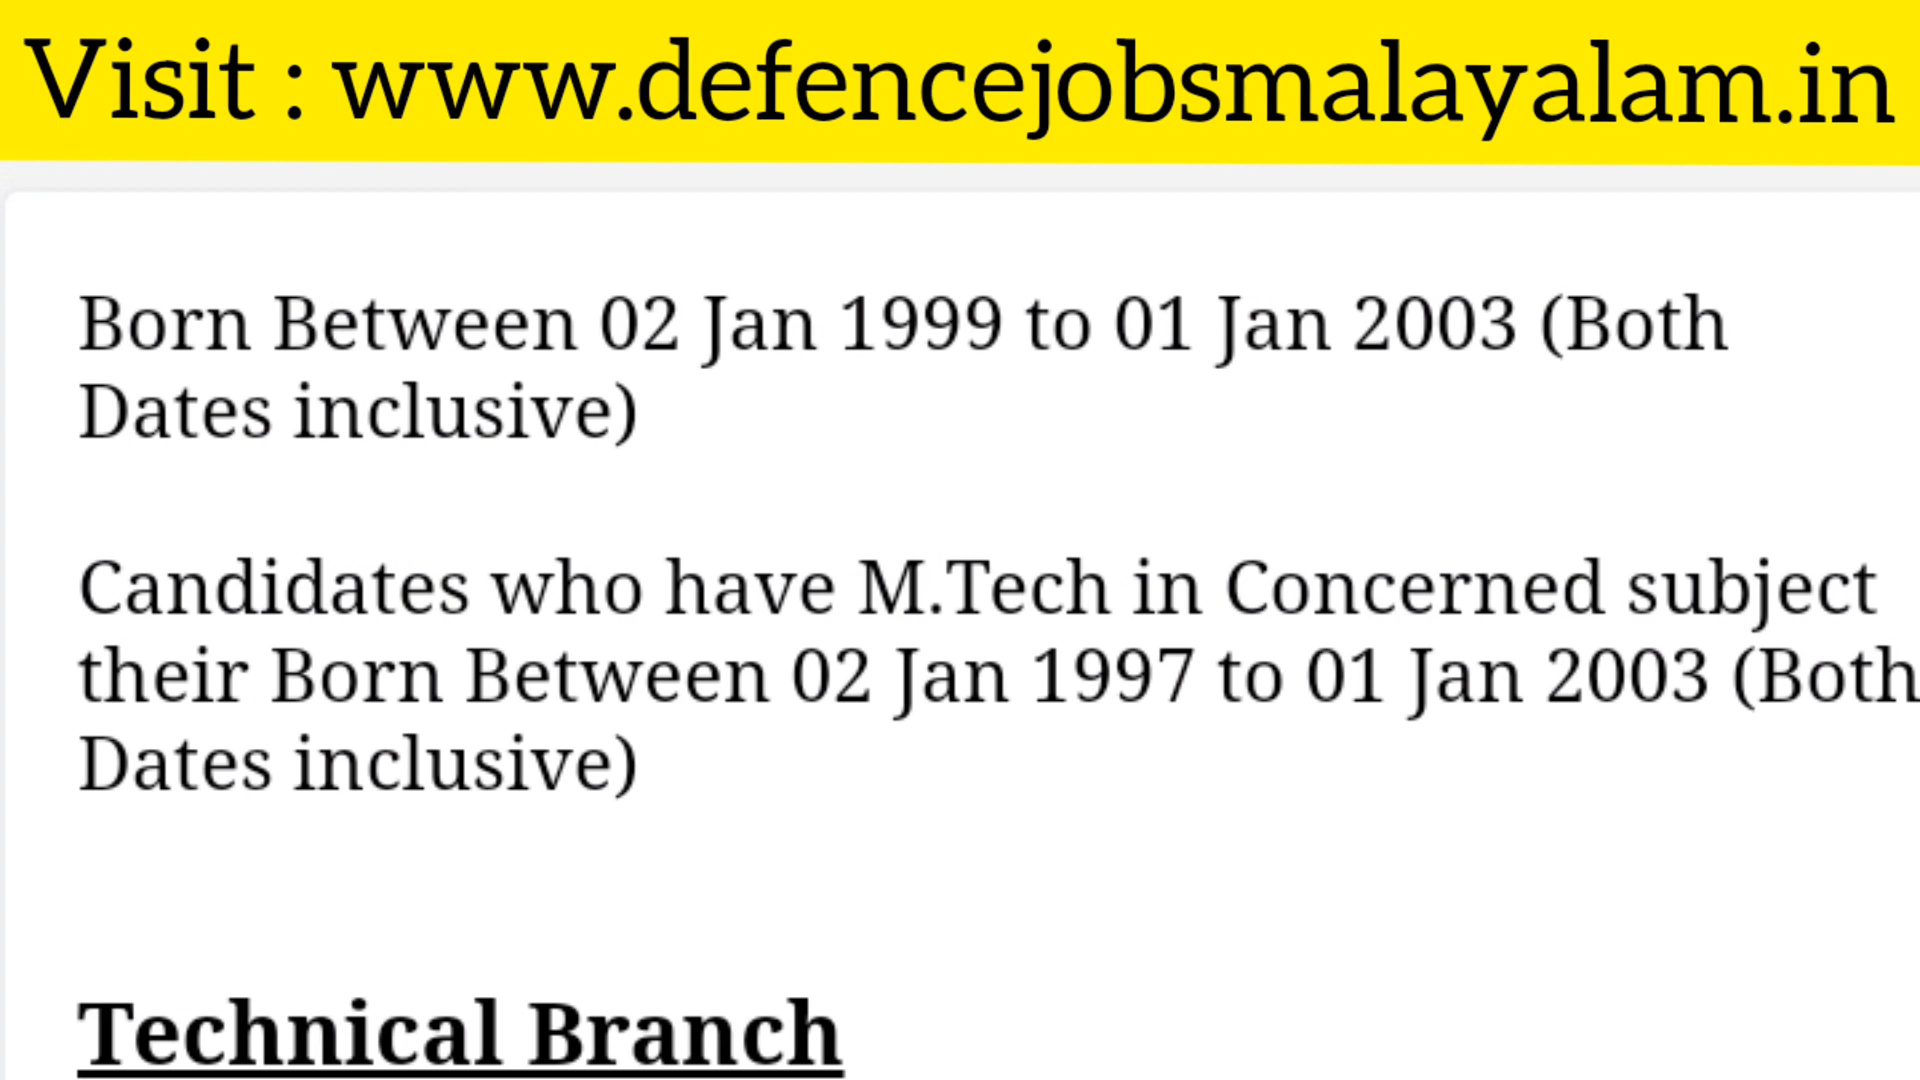 Visit : www.defencejobsmalayalam.in
Born Between 02 Jan 1999 to 01 Jan 2003 (Both
Dates inclusive)
Candidates who have M.Tech in Concerned subject
their Born Between 02 Jan 1997 to 01 Jan 2003 (Both
Dates inclusive)
Technical Branch